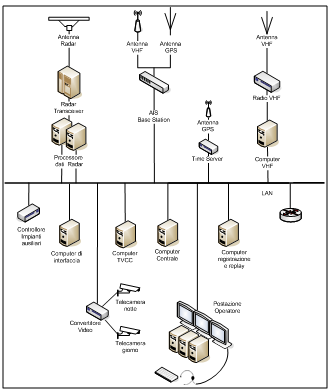 Antenna
Radar
Antenna
VHF
Antenna
GPS
Antenna
VHF
Radar
Transceiver
AIS
Base Station
Radio VHF
Antenna
GPS
Processore
dati Radar
Time Server
Computer
VHF
LAN
Controllore
Impianti
ausiliari
Computer di
interfaccia
Computer
TVCC
Computer
Centrale
Computer
registrazione
e replay
Telecamera
notte
Convertitore
Video
Telecamera
giorno
Postazione
Operatore